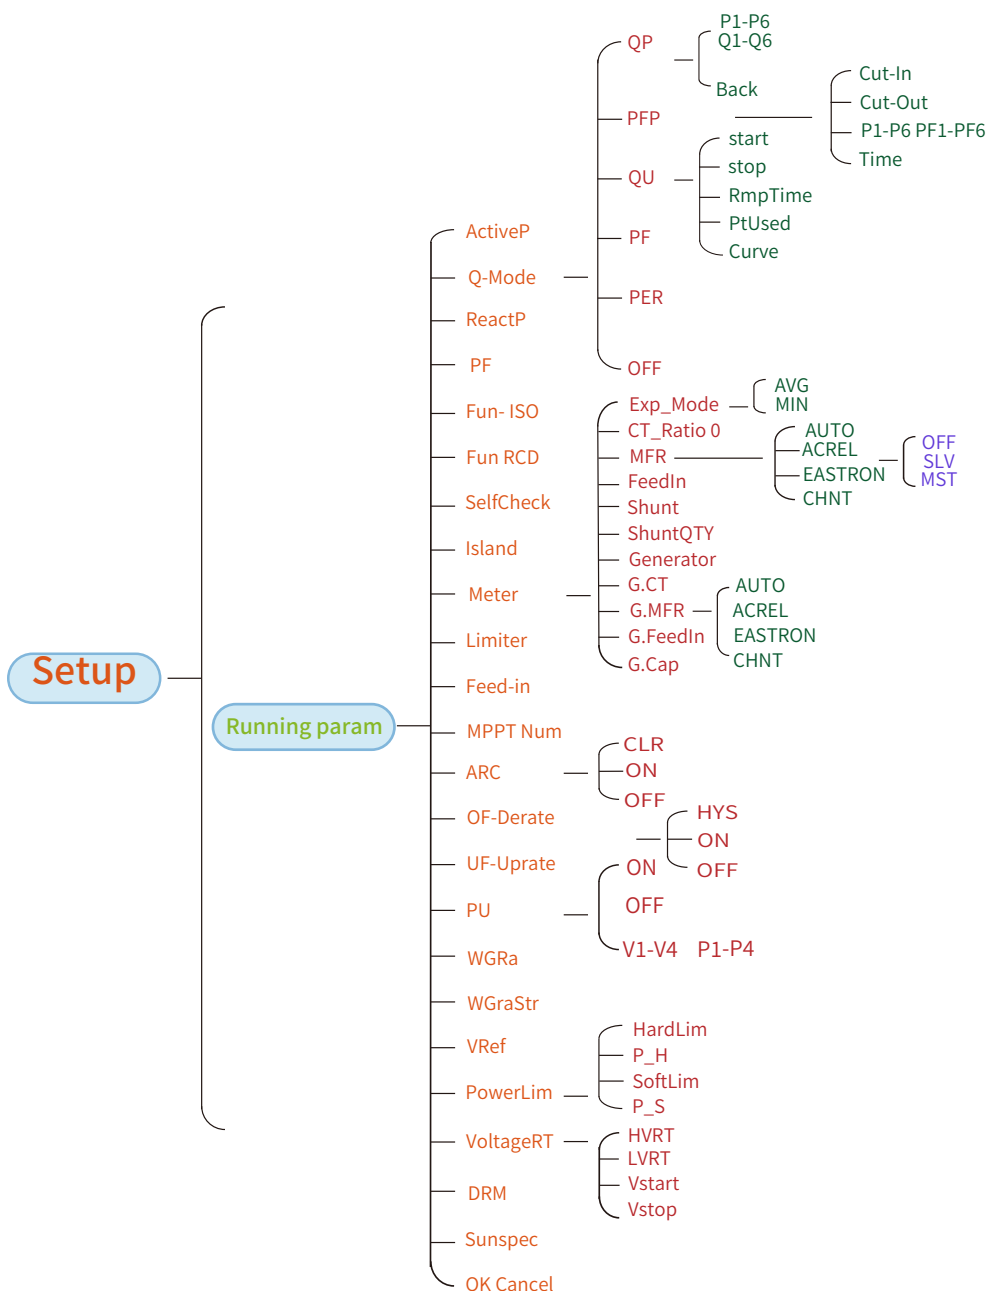 Setup
Running param
ActiveP
Q-Mode
QP
P1-P6
Q1-Q6
Back
PFP
Cut-In
Cut-Out
P1-P6 PF1-PF6
Time
QU
start
stop
RmpTime
PtUsed
Curve
PF
PER
OFF
ReactP
PF
Fun- ISO
Fun RCD
SelfCheck
Island
Meter
Exp_Mode
AVG
MIN
CT_Ratio 0
MFR
AUTO
ACREL
EASTRON
CHNT
OFF
SLV
MST
FeedIn
Shunt
ShuntQTY
Generator
G.CT
G.MFR
AUTO
ACREL
EASTRON
CHNT
G.FeedIn
G.Cap
Limiter
Feed-in
MPPT Num
ARC
CLR
ON
OFF
OF-Derate
UF-Uprate
HYS
ON
OFF
PU
ON
OFF
V1-V4 P1-P4
WGRa
WGraStr
VRef
PowerLim
HardLim
P_H
SoftLim
P_S
VoltageRT
HVRT
LVRT
Vstart
Vstop
DRM
Sunspec
OK Cancel